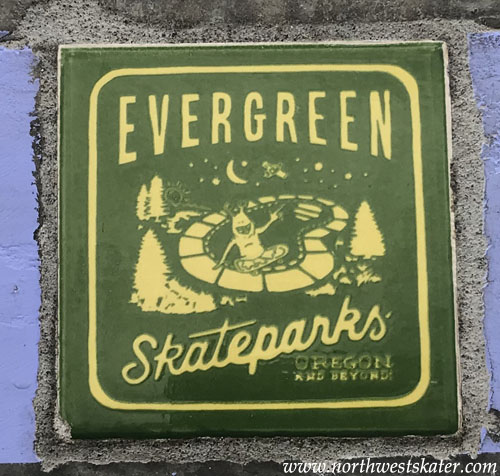 EVERGREEN
Skateparks
OREGON
AND BEYOND!
www.northwestskater.com